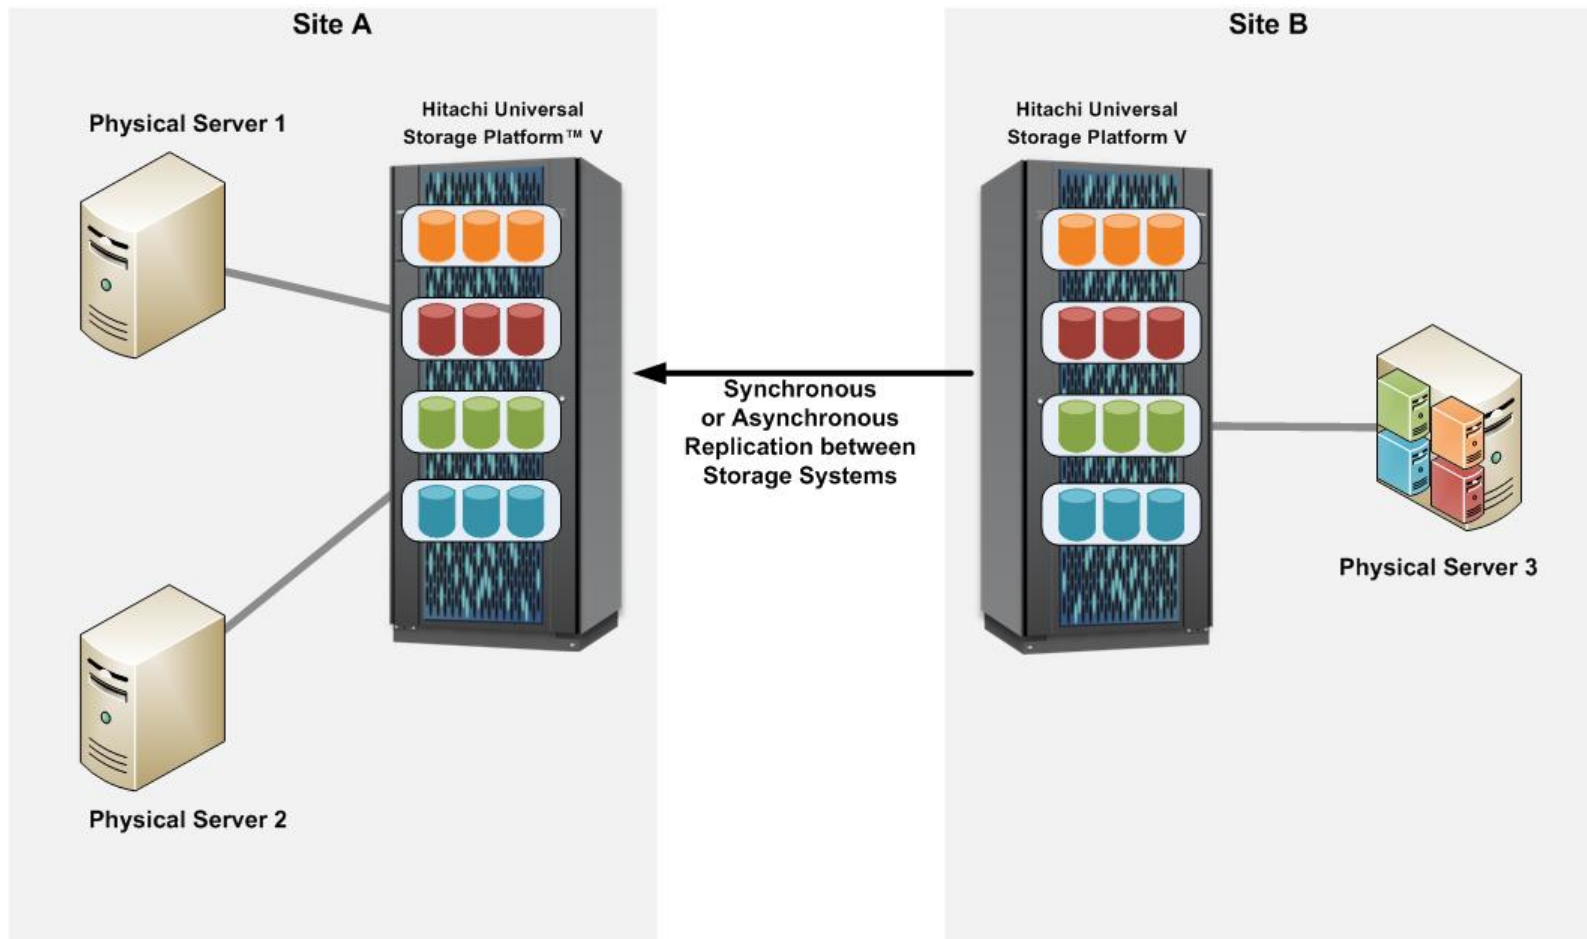 Site A
Site B
Physical Server 1
Hitachi Universal
Storage Platform™ V
Hitachi Universal
Storage Platform V
Synchronous
or Asynchronous
Replication between
Storage Systems
Physical Server 3
Physical Server 2